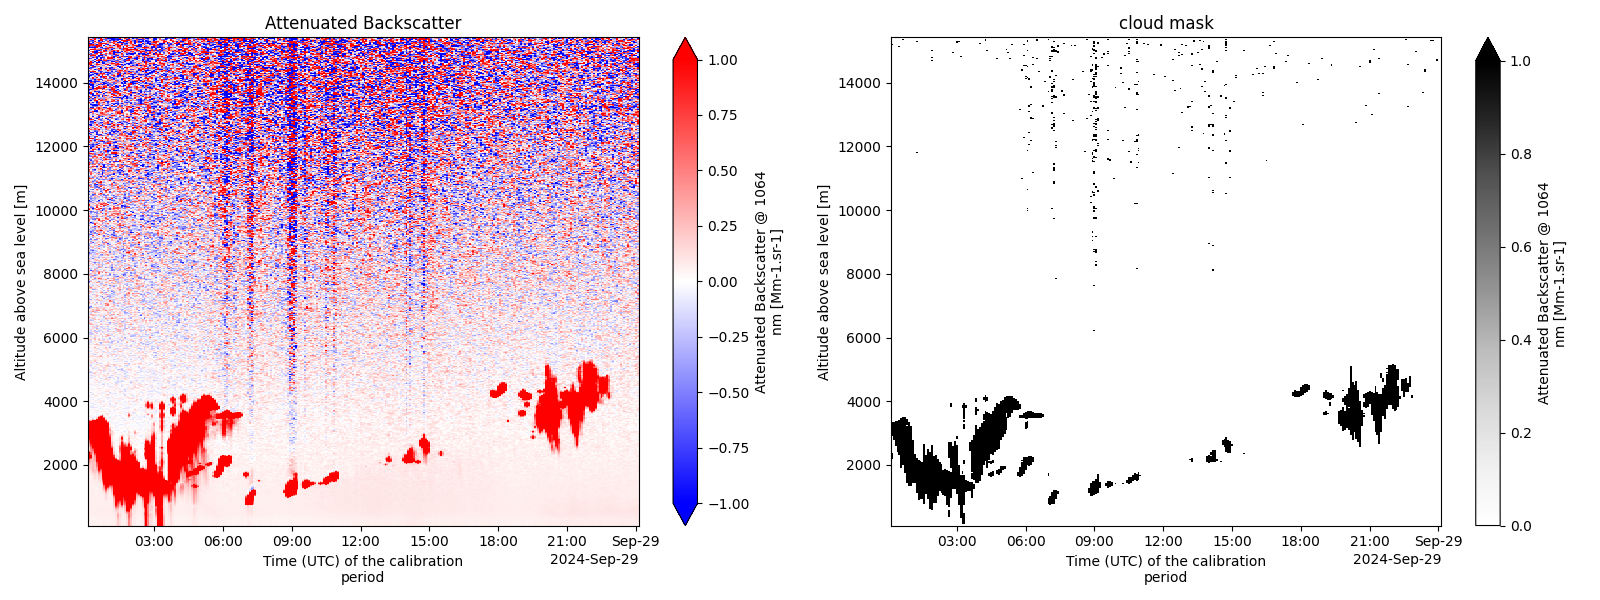 Attenuated Backscatter
14000
12000
10000
8000
6000
4000
2000
Altitude above sea level [m]
03:00
06:00
09:00
12:00
15:00
18:00
21:00
Sep-29
2024-Sep-29
Time (UTC) of the calibration
period
1.00
0.75
0.50
0.25
0.00
−0.25
−0.50
−0.75
−1.00
Attenuated Backscatter @ 1064
nm [Mm-1.sr-1]
cloud mask
14000
12000
10000
8000
6000
4000
2000
Altitude above sea level [m]
03:00
06:00
09:00
12:00
15:00
18:00
21:00
Sep-29
2024-Sep-29
Time (UTC) of the calibration
period
1.0
0.8
0.6
0.4
0.2
0.0
Attenuated Backscatter @ 1064
nm [Mm-1.sr-1]